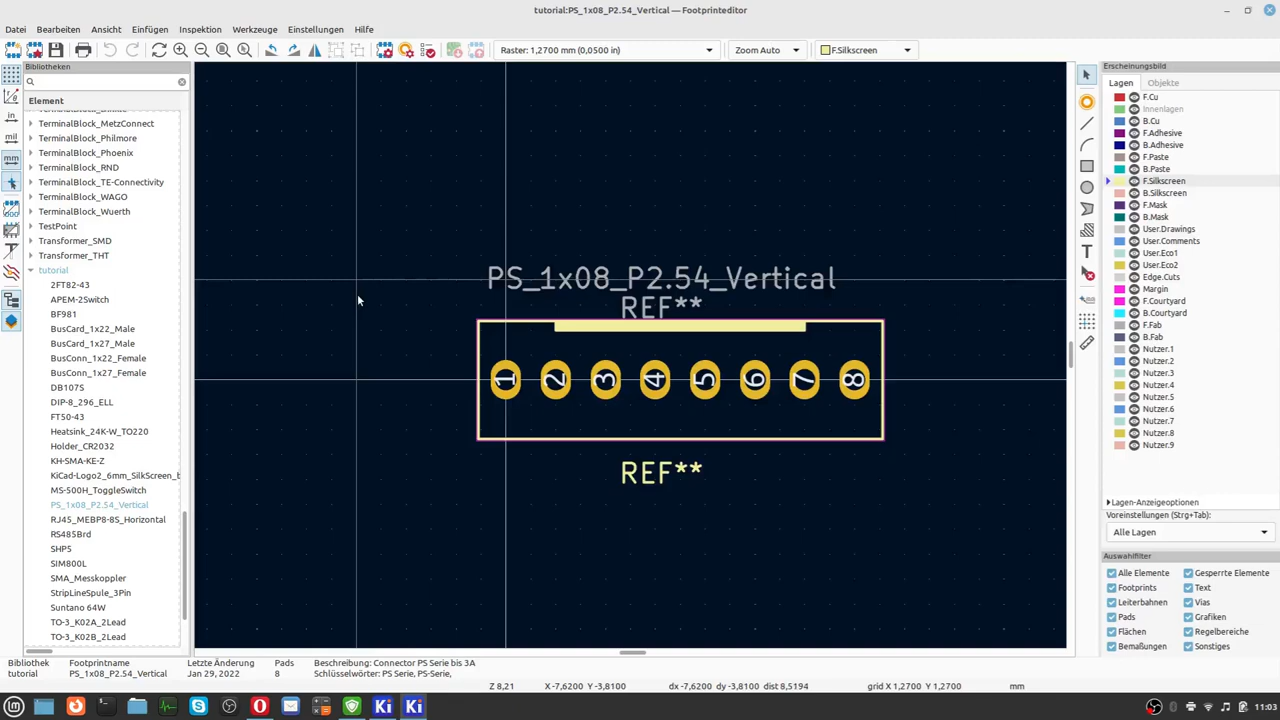 tutorial:PS_1x08_P2.54_Vertical — Footprinteditor
Datei Bearbeiten Ansicht Einfügen Inspektion Werkzeuge Einstellungen Hilfe
Raster: 1,2700 mm (0,0500 in)
Zoom Auto
F.Silkscreen
Bibliotheken
Element
TerminalBlock_MetzConnect
TerminalBlock_Philmore
TerminalBlock_Phoenix
TerminalBlock_RND
TerminalBlock_TE-Connectivity
TerminalBlock_WAGO
TerminalBlock_Wuerth
TestPoint
Transformer_SMD
Transformer_THT
tutorial
2FT82-43
APEM-2Switch
BF981
BusCard_1x22_Male
BusCard_1x27_Male
BusConn_1x22_Female
BusConn_1x27_Female
DB107S
DIP-8_296_ELL
FT50-43
Heatsink_24K-W_TO220
Holder_CR2032
KH-SMA-KE-Z
KiCad-Logo2_6mm_SilkScreen_b
MS-500H_ToggleSwitch
PS_1x08_P2.54_Vertical
RJ45_MEBP8-8S_Horizontal
RS485Brd
SHP5
SIM800L
SMA_Messkoppler
StripLineSpule_3Pin
Suntano 64W
TO-3_K02A_2Lead
TO-3_K02B_2Lead
in
mil
mm
PS_1x08_P2.54_Vertical
REF**
1 2 3 4 5 6 7 8
REF**
Erscheinungsbild
Lagen Objekte
F.Cu
Innenlagen
B.Cu
F.Adhesive
B.Adhesive
F.Paste
B.Paste
F.Silkscreen
B.Silkscreen
F.Mask
B.Mask
User.Drawings
User.Comments
User.Eco1
User.Eco2
Edge.Cuts
Margin
F.Courtyard
B.Courtyard
F.Fab
B.Fab
Nutzer.1
Nutzer.2
Nutzer.3
Nutzer.4
Nutzer.5
Nutzer.6
Nutzer.7
Nutzer.8
Nutzer.9
Lagen-Anzeigeoptionen
Voreinstellungen (Strg+Tab):
Alle Lagen
Auswahlfilter
Alle Elemente Gesperrte Elemente
Footprints Text
Leiterbahnen Vias
Pads Grafiken
Flächen Regelbereiche
Bemaßungen Sonstiges
Bibliothek Footprintname Letzte Änderung Pads Beschreibung: Connector PS Serie bis 3A
tutorial PS_1x08_P2.54_Vertical Jan 29, 2022 8 Schlüsselwörter: PS Serie, PS-Serie,
Z 8,21 X -7,6200 Y -3,8100 dx -7,6200 dy -3,8100 dist 8,5194 grid X 1,2700 Y 1,2700 mm
Ki Ki
11:03